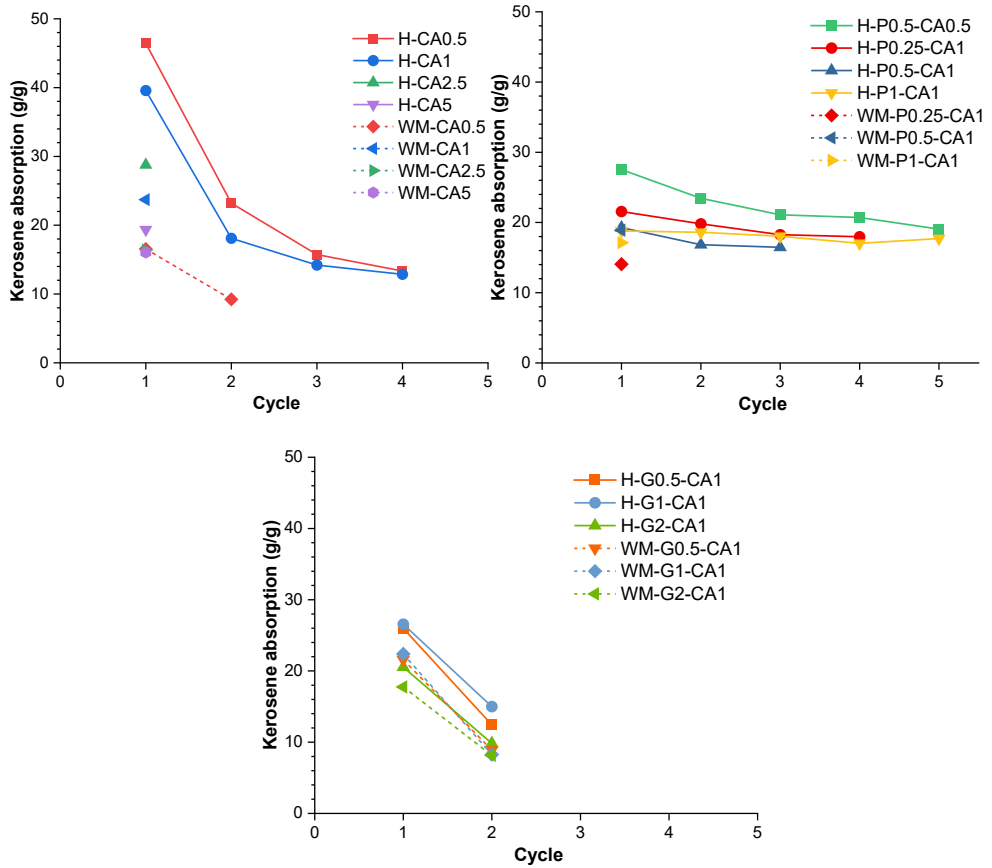 Kerosene absorption (g/g)
50
40
30
20
10
0
0
1
2
3
4
5
Cycle
H-CA0.5
H-CA1
H-CA2.5
H-CA5
WM-CA0.5
WM-CA1
WM-CA2.5
WM-CA5
Kerosene absorption (g/g)
50
40
30
20
10
0
0
1
2
3
4
5
Cycle
H-P0.5-CA0.5
H-P0.25-CA1
H-P0.5-CA1
H-P1-CA1
WM-P0.25-CA1
WM-P0.5-CA1
WM-P1-CA1
Kerosene absorption (g/g)
50
40
30
20
10
0
0
1
2
3
4
5
Cycle
H-G0.5-CA1
H-G1-CA1
H-G2-CA1
WM-G0.5-CA1
WM-G1-CA1
WM-G2-CA1